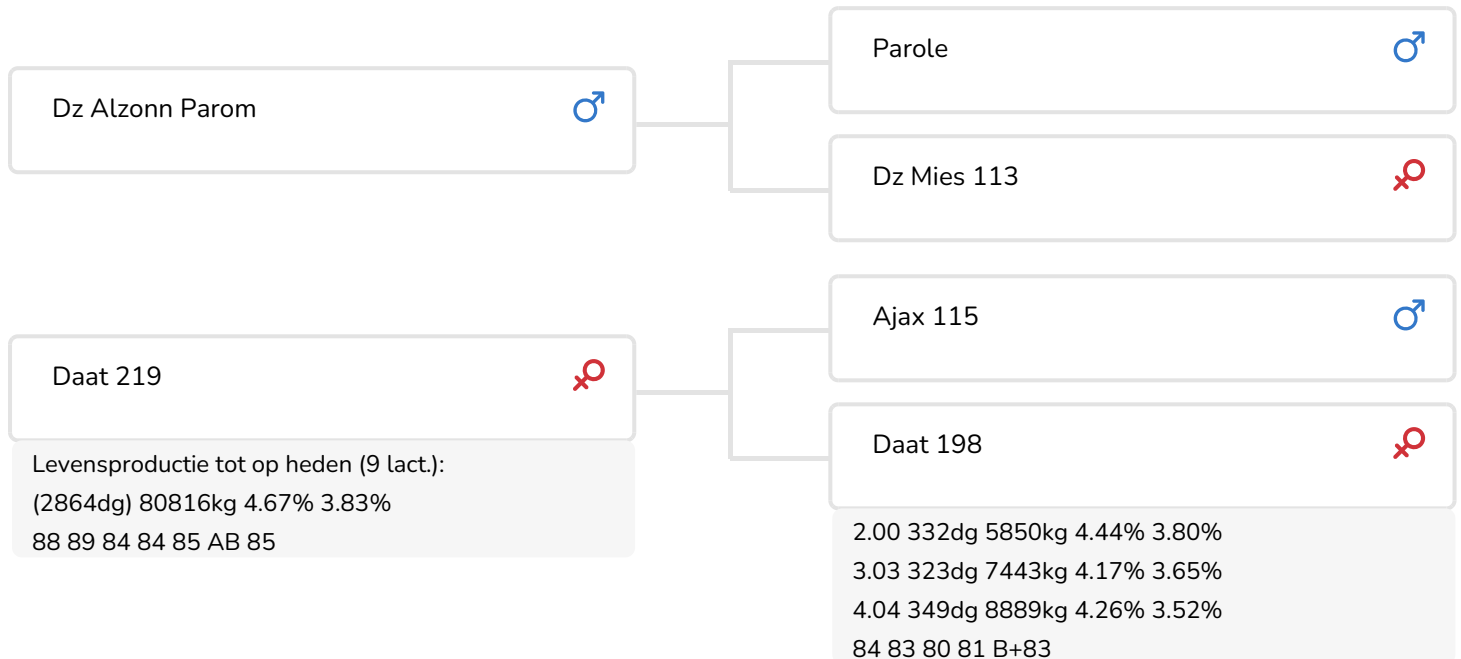 Parole
Dz Alzonn Parom
Dz Mies 113
Ajax 115
Daat 219
Daat 198
Levensproductie tot op heden (9 lact.):
(2864dg) 80816kg 4.67% 3.83%
88 89 84 84 85 AB 85
2.00 332dg 5850kg 4.44% 3.80%
3.03 323dg 7443kg 4.17% 3.65%
4.04 349dg 8889kg 4.26% 3.52%
84 83 80 81 B+83